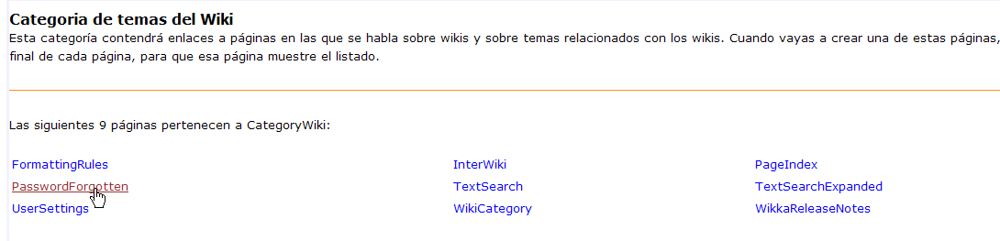 Categoria de temas del Wiki
Esta categoría contendrá enlaces a páginas en las que se habla sobre wikis y sobre temas relacionados con los wikis. Cuando vayas a crear una de estas páginas,
final de cada página, para que esa página muestre el listado.
Las siguientes 9 páginas pertenecen a CategoryWiki:
FormattingRules InterWiki PageIndex
PasswordForgotten TextSearch TextSearchExpanded
UserSettings WikiCategory WikkaReleaseNotes